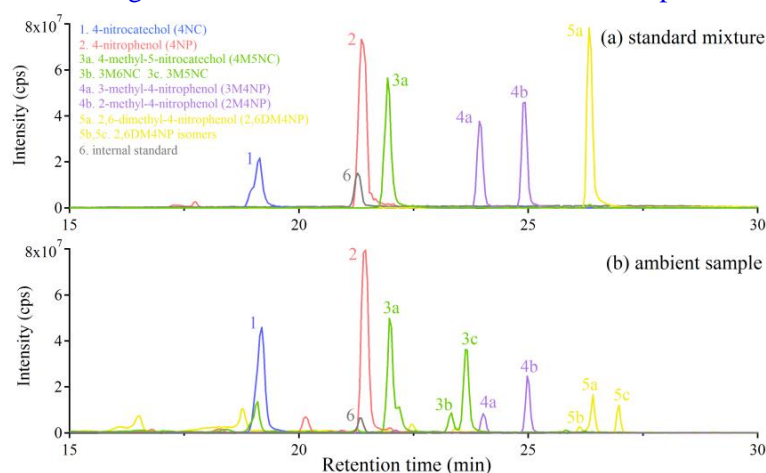 8x10⁷
6
4
2
0
Intensity (cps)
1. 4-nitrocatechol (4NC)
2. 4-nitrophenol (4NP)
3a. 4-methyl-5-nitrocatechol (4M5NC)
3b. 3M6NC 3c. 3M5NC
4a. 3-methyl-4-nitrophenol (3M4NP)
4b. 2-methyl-4-nitrophenol (2M4NP)
5a. 2,6-dimethyl-4-nitrophenol (2,6DM4NP)
5b,5c. 2,6DM4NP isomers
6. internal standard
(a) standard mixture
1
6
2
3a
4a
4b
5a
15 20 25 30
8x10⁷
6
4
2
0
Intensity (cps)
(b) ambient sample
1
6
2
3a
3b
3c
4a
4b
5b
5a
5c
15 20 25 30
Retention time (min)